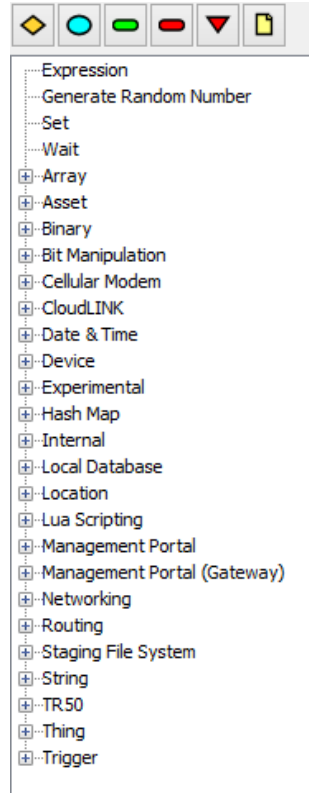 Expression
Generate Random Number
Set
Wait
Array
Asset
Binary
Bit Manipulation
Cellular Modem
CloudLINK
Date & Time
Device
Experimental
Hash Map
Internal
Local Database
Location
Lua Scripting
Management Portal
Management Portal (Gateway)
Networking
Routing
Staging File System
String
TR50
Thing
Trigger